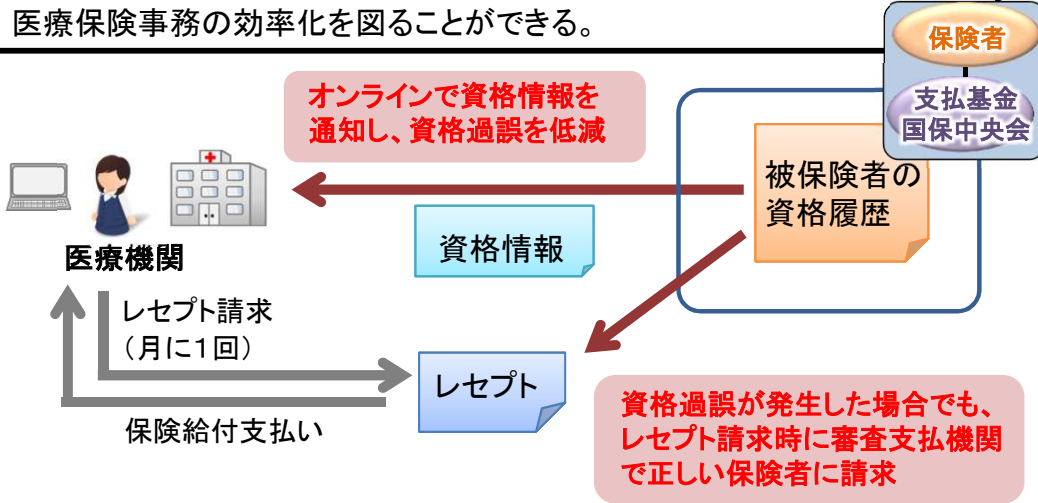 医療保険事務の効率化を図ることができる。
保険者
支払基金
国保中央会
オンラインで資格情報を
通知し、資格過誤を低減
被保険者の
資格履歴
資格情報
医療機関
レセプト請求
（月に１回）
レセプト
保険給付支払い
資格過誤が発生した場合でも、
レセプト請求時に審査支払機関
で正しい保険者に請求